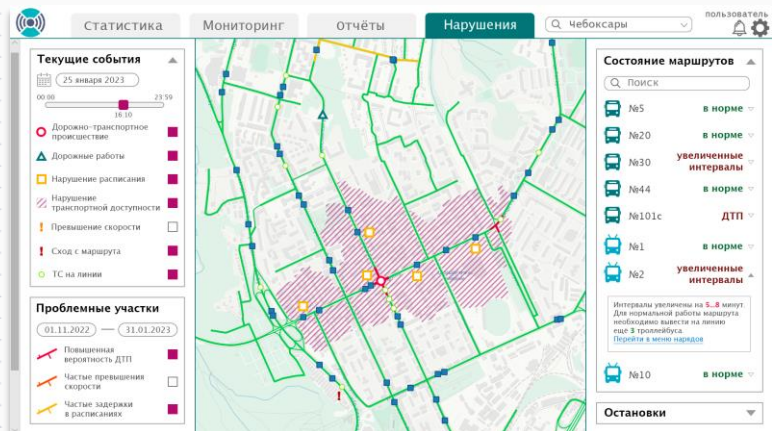 Статистика
Мониторинг
Отчёты
Нарушения
Чебоксары
пользователь
Текущие события
25 января 2023
00:00 23:59
16:10
Дорожно-транспортное
происшествие
Дорожные работы
Нарушение расписания
Нарушение
транспортной доступности
Превышение скорости
Сход с маршрута
ТС на линии
Проблемные участки
01.11.2022 — 31.01.2023
Повышенная
вероятность ДТП
Частые превышения
скорости
Частые задержки
в расписаниях
Состояние маршрутов
Поиск
№5 в норме
№20 в норме
№30 увеличенные
интервалы
№44 в норме
№101с ДТП
№1 в норме
№2 увеличенные
интервалы
Интервалы увеличены на 5..8 минут.
Для нормальной работы маршрута
необходимо вывести на линию
ещё 3 троллейбуса.
Перейти в меню нарядов
№10 в норме
Остановки